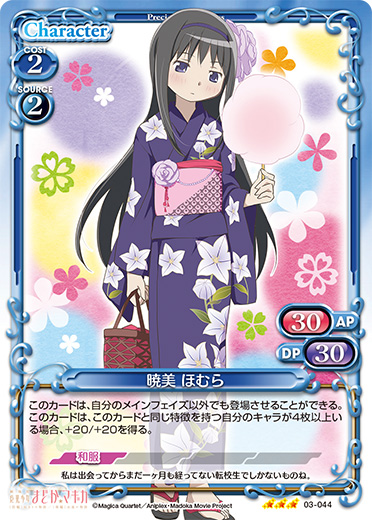 Character
COST
2
SOURCE
2
30 AP
DP 30
暁美 ほむら
このカードは、自分のメインフェイズ以外でも登場させることができる。
このカードは、このカードと同じ特徴を持つ自分のキャラが4枚以上い
る場合、+20/+20を得る。
和服
私は出会ってからまだ一ヶ月も経ってない転校生でしかないものね。
まどか☆マギカ
©Magica Quartet／Aniplex・Madoka Movie Project
03-044